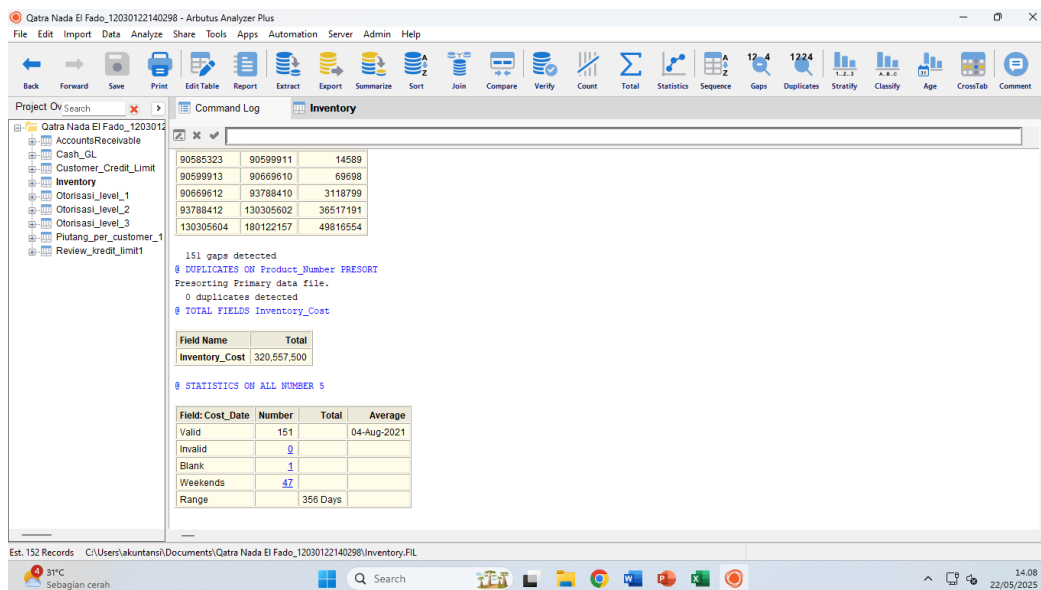 Qatra Nada El Fado_12030122140298 - Arbutus Analyzer Plus
File Edit Import Data Analyze Share Tools Apps Automation Server Admin Help
Back Forward Save Print Edit Table Report Extract Export Summarize Sort Join Compare Verify Count Total Statistics Sequence Gaps Duplicates Stratify Classify Age CrossTab Comment
Project Ov Search
Command Log Inventory
Qatra Nada El Fado_1203012
AccountsReceivable
Cash_GL
Customer_Credit_Limit
Inventory
Otorisasi_level_1
Otorisasi_level_2
Otorisasi_level_3
Piutang_per_customer_1
Review_kredit_limit1
90585323 90599911 14589
90599913 90669610 69698
90669612 93788410 3118799
93788412 130305602 36517191
130305604 180122157 49816554
151 gaps detected
@ DUPLICATES ON Product_Number PRESORT
Presorting Primary data file.
0 duplicates detected
@ TOTAL FIELDS Inventory_Cost
Field Name Total
Inventory_Cost 320,557,500
@ STATISTICS ON ALL NUMBER 5
Field: Cost_Date Number Total Average
Valid 151 04-Aug-2021
Invalid 0
Blank 1
Weekends 47
Range 356 Days
Est. 152 Records C:\Users\akuntansi\Documents\Qatra Nada El Fado_12030122140298\Inventory.FIL
4
31°C
Sebagian cerah
Search
14.08
22/05/2025